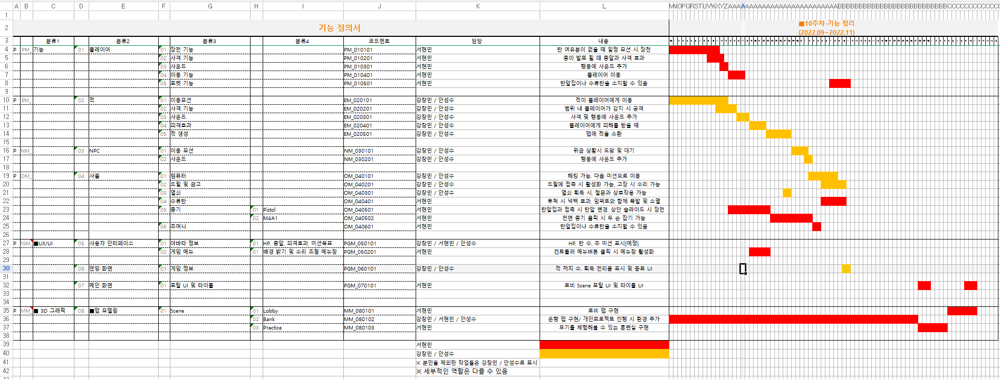 A B C D E F G H I J K L
1
2 기능 정의서 ■10주차-기능 정리
(2022.09~2022.11)
3 분류1 분류2 분류3 분류4 코드번호 담당 내용
4 P PM_ 기능 01 플레이어 01 장전 기능 PM_010101 서현민 탄 여유분이 없을 때 일정 모션 시 장천
5 02 사격 기능 PM_010201 서현민 총이 발포 될 때 총알과 사격 효과
6 03 사운드 PM_010301 서현민 행동에 사운드 추가
7 04 이동 기능 PM_010401 서현민 플레이어 이동
8 05 포켓 기능 PM_010501 서현민 탄알집이나 수류탄을 소지할 수 있음
9
10 P EM_ 02 적 01 이동모션 EM_020101 강창민 / 안성수 적이 플레이어에게 이동
11 02 사격 기능 EM_020201 강창민 / 안성수 범위 내 플레이어가 감지 시 공격
12 03 사운드 EM_020301 강창민 / 안성수 사격 및 행동에 사운드 추가
13 04 피격효과 EM_020401 강창민 / 안성수 플레이어에게 피해를 받을 때
14 05 적 생성 EM_020501 강창민 / 안성수 맵에 적을 소환
15
16 P NM_ 03 NPC 01 이동 모션 NM_030101 강창민 / 안성수 위급 상황시 도망 및 대기
17 02 사운드 NM_030201 강창민 / 안성수 행동에 사운드 추가
18
19 P OM_ 04 사물 01 컴퓨터 OM_040101 강창민 / 안성수 해킹 가능, 다음 미션으로 이동
20 02 드릴 및 금고 OM_040201 강창민 / 안성수 드릴에 접촉 시 활성화 가능, 고장 시 수리 가능
21 03 열쇠 OM_040301 강창민 / 안성수 열쇠 획득 시, 철문과 상호작용 가능
22 04 수류탄 OM_040401 서현민 투척 시 넉백 효과, 임팩트와 함께 폭발 및 소멸
23 05 총기 01 Pistol OM_040501 서현민 탄알집과 접촉 시 탄알 변경, 상단 슬라이드 시 장전
24 02 M4A1 OM_040502 서현민 전면 총기 클릭 시 두 손 잡기 가능
25 06 주머니 OM_040601 서현민 탄알집이나 수류탄을 소지할 수 있음
26
27 P PGM_ ■UX/UI 05 사용자 인터페이스 01 아바타 정보 01 HP, 총알, 피격효과, 미션목표 PGM_050101 강창민 / 서현민 / 안성수 HP, 탄 수, 주 미션 표시[예정]
28 02 게임 메뉴 01 배경 밝기 및 소리 조절 메뉴창 PGM_050201 서현민 컨트롤러 메뉴버튼 클릭 시 메뉴창 활성화
29
30 06 엔딩 화면 01 게임 정보 PGM_060101 강창민 / 안성수 적 처치 수, 획득 전리품 표시 및 종료 UI
31
32 07 메인 화면 01 포탈 UI 및 타이틀 PGM_070101 서현민 로비 Scene 포탈 UI 및 타이틀 UI
33
34
35 P MM_ ■ 3D 그래픽 08 ■맵 모델링 01 Scene 01 Lobby MM_080101 서현민 로비 맵 구현
36 02 Bank MM_080102 강창민 / 서현민 / 안성수 은행 맵 구현/ 개인프로젝트 진행 시 환경 추가
37 03 Practice MM_080103 서현민 무기를 체험해볼 수 있는 훈련실 구현
38
39 서현민
40 강창민 / 안성수
41 ※ 본인을 제외한 작업들은 강창민 / 안성수로 표시
42 ※ 세부적인 역할은 다를 수 있음